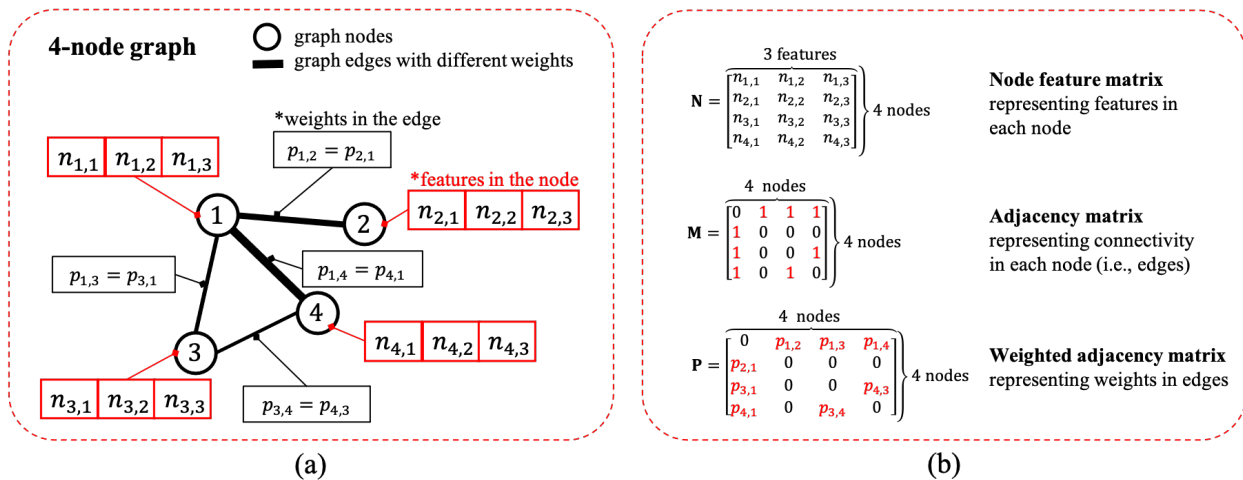 4-node graph
graph nodes
graph edges with different weights
*weights in the edge
n1,1 n1,2 n1,3
p1,2 = p2,1
*features in the node
1
2
n2,1 n2,2 n2,3
p1,3 = p3,1
p1,4 = p4,1
4
3
n4,1 n4,2 n4,3
n3,1 n3,2 n3,3
p3,4 = p4,3
(a)
3 features
N =
n1,1 n1,2 n1,3
n2,1 n2,2 n2,3
n3,1 n3,2 n3,3
n4,1 n4,2 n4,3
4 nodes
Node feature matrix
representing features in
each node
4 nodes
M =
0 1 1 1
1 0 0 0
1 0 0 1
1 0 1 0
4 nodes
Adjacency matrix
representing connectivity
in each node (i.e., edges)
4 nodes
P =
0 p1,2 p1,3 p1,4
p2,1 0 0 0
p3,1 0 0 p4,3
p4,1 0 p3,4 0
4 nodes
Weighted adjacency matrix
representing weights in edges
(b)